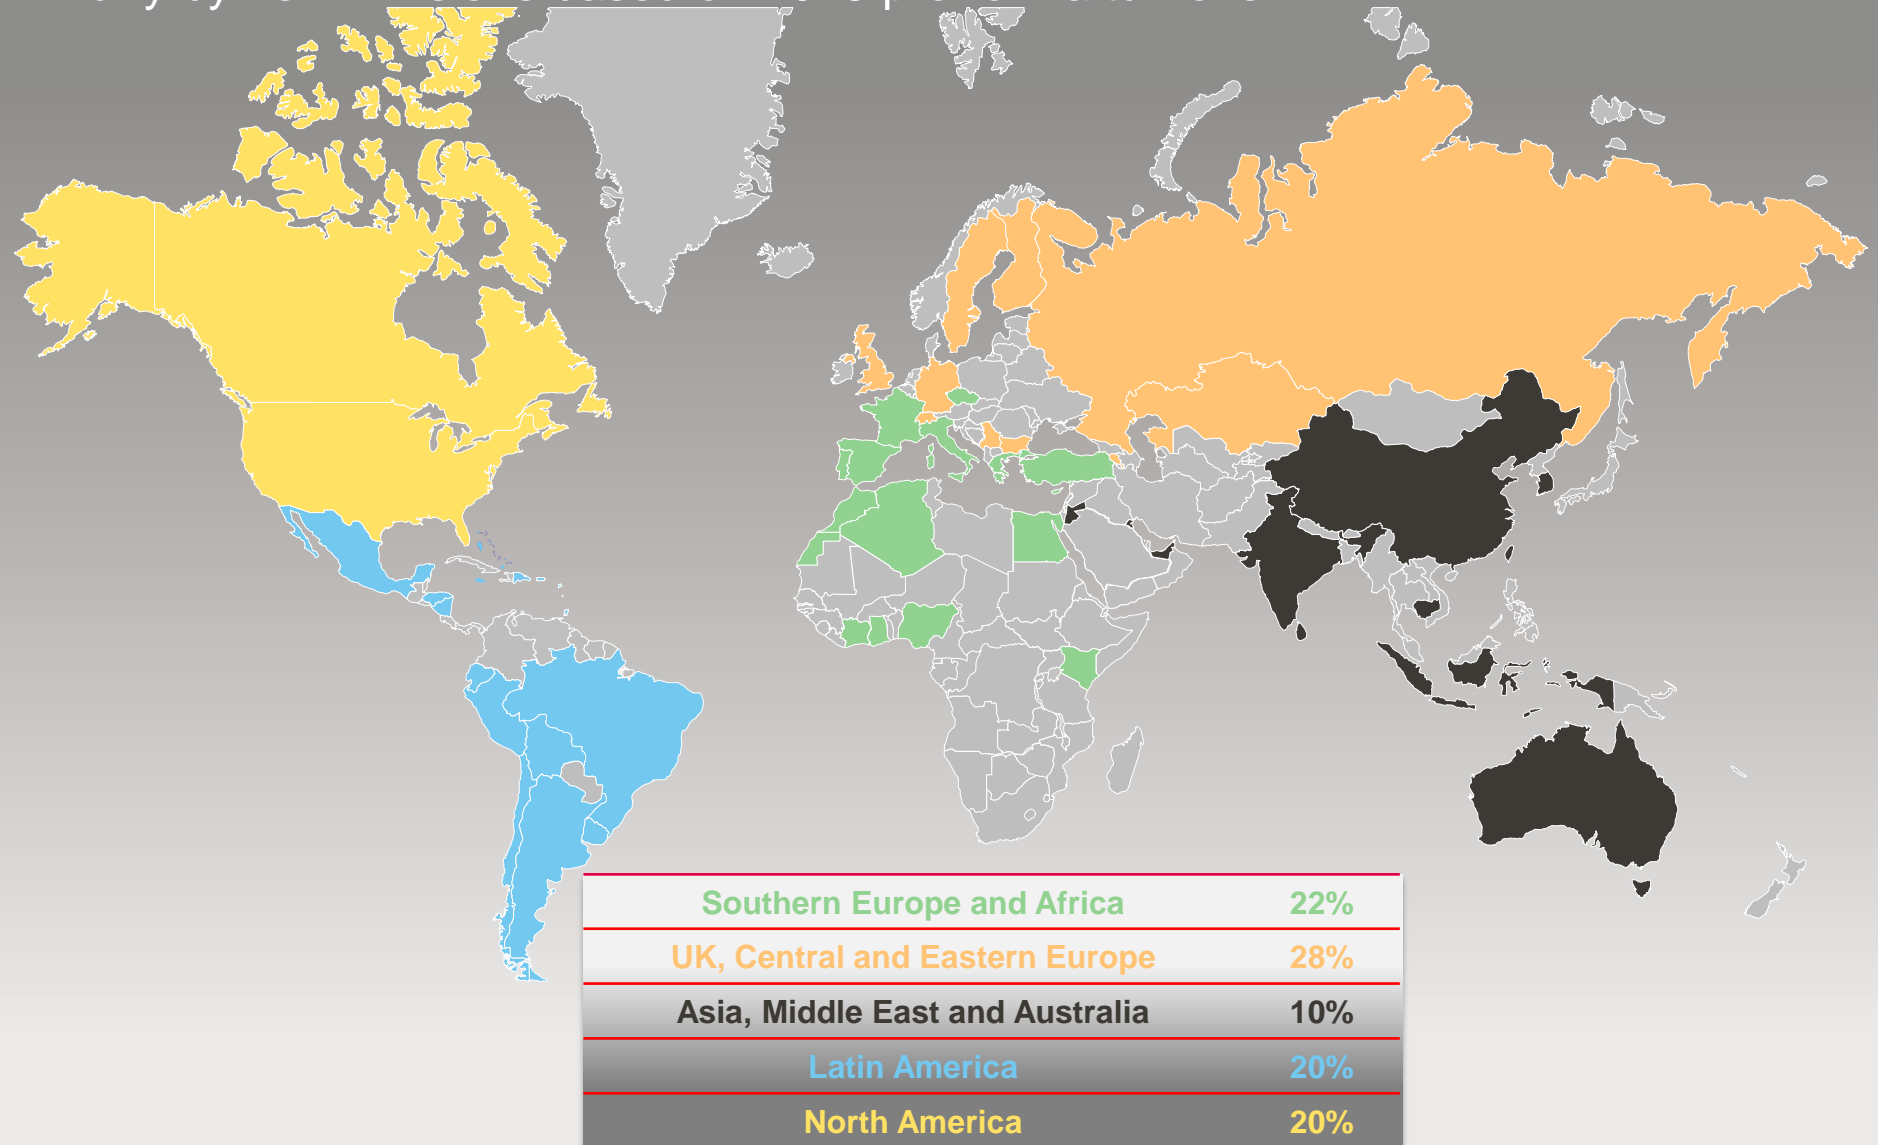 Southern Europe and Africa 22%
UK, Central and Eastern Europe 28%
Asia, Middle East and Australia 10%
Latin America 20%
North America 20%